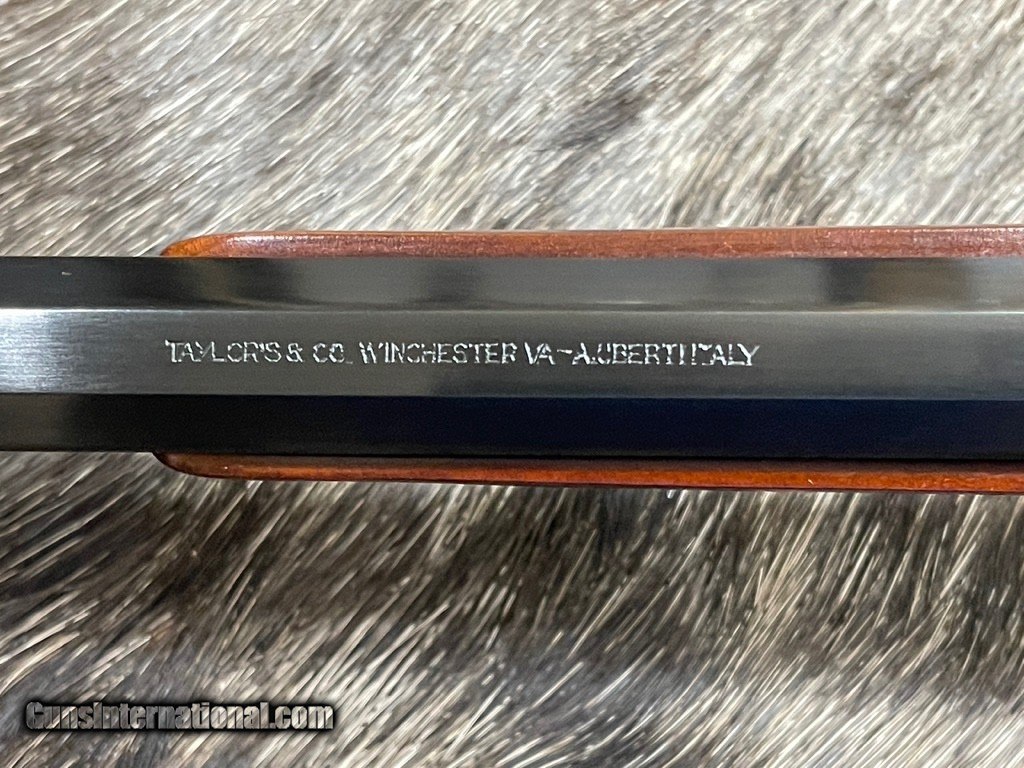 TAYLOR'S & CO. WINCHESTER VA-A.UBERTI ITALY
GunsInternational.com